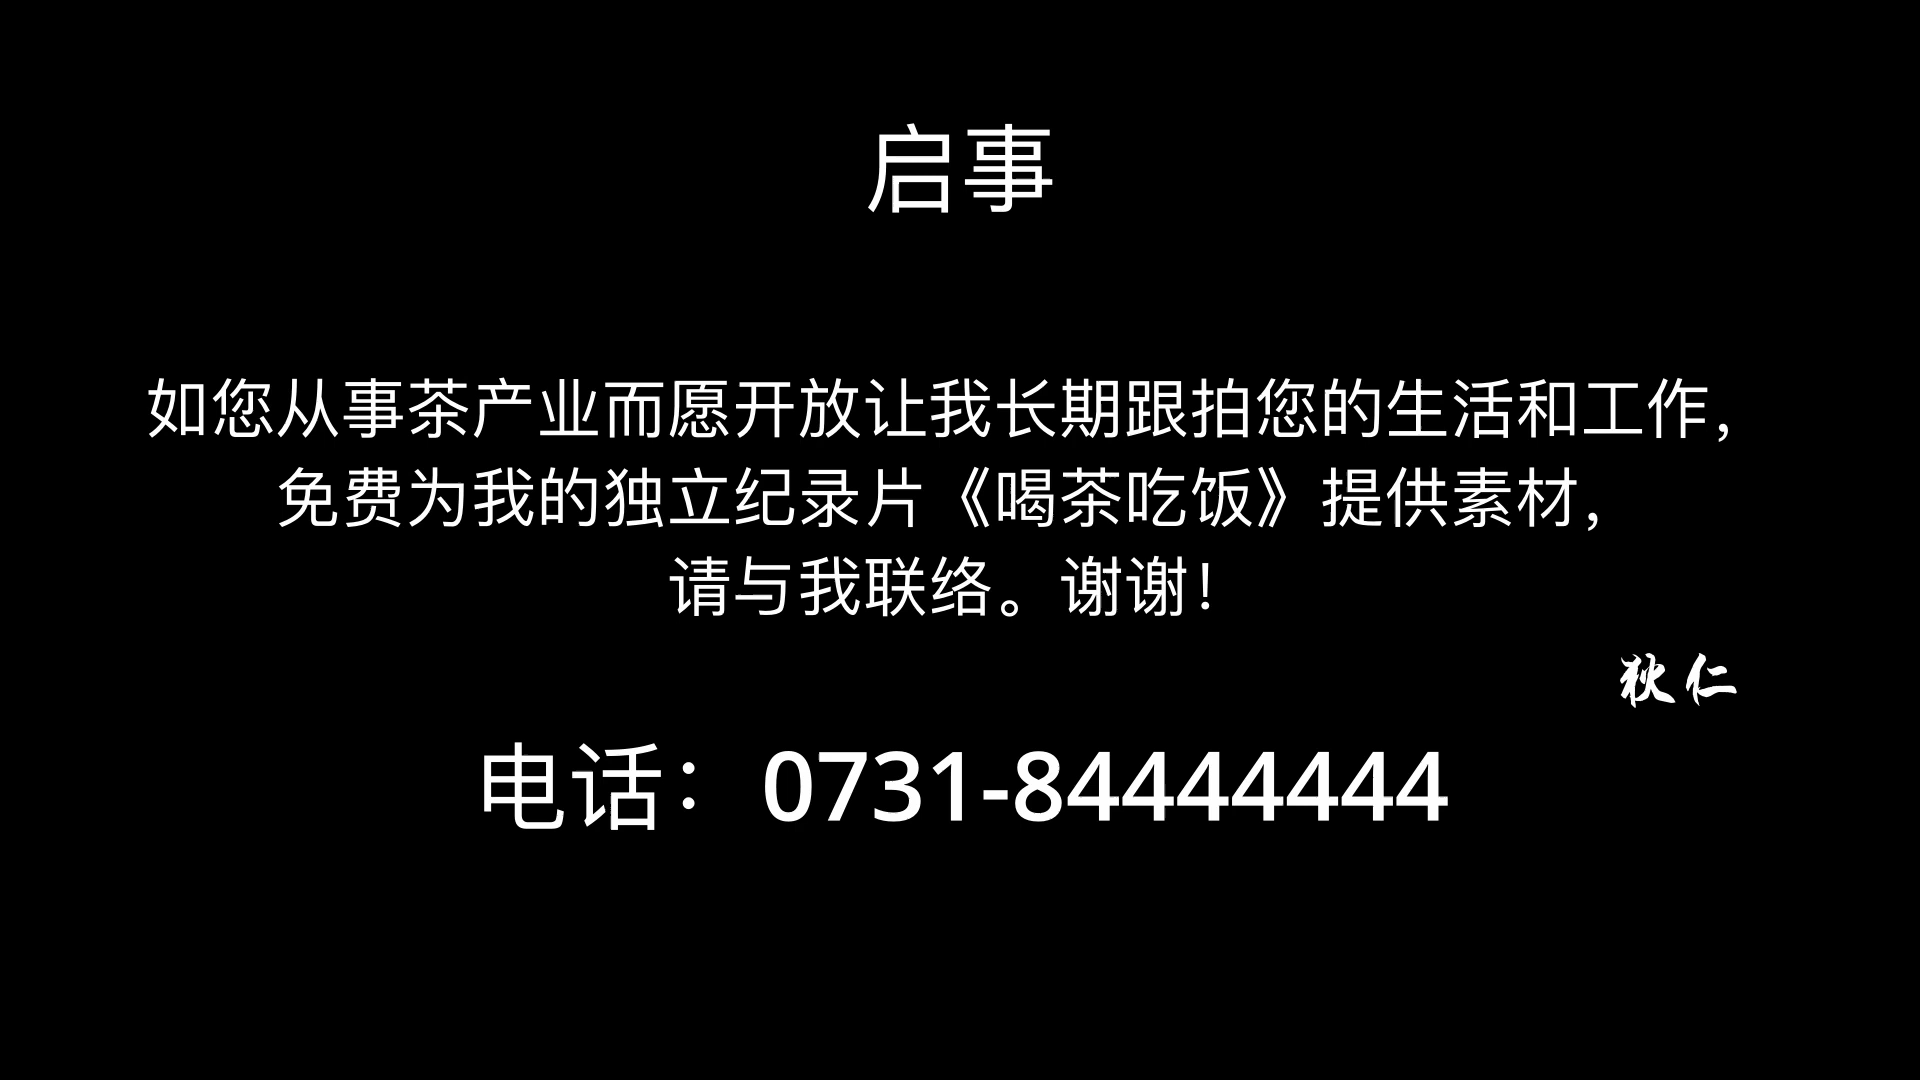 启事
如您从事茶产业而愿开放让我长期跟拍您的生活和工作，
免费为我的独立纪录片《喝茶吃饭》提供素材，
请与我联络。谢谢！
狄仁
电话：0731-84444444